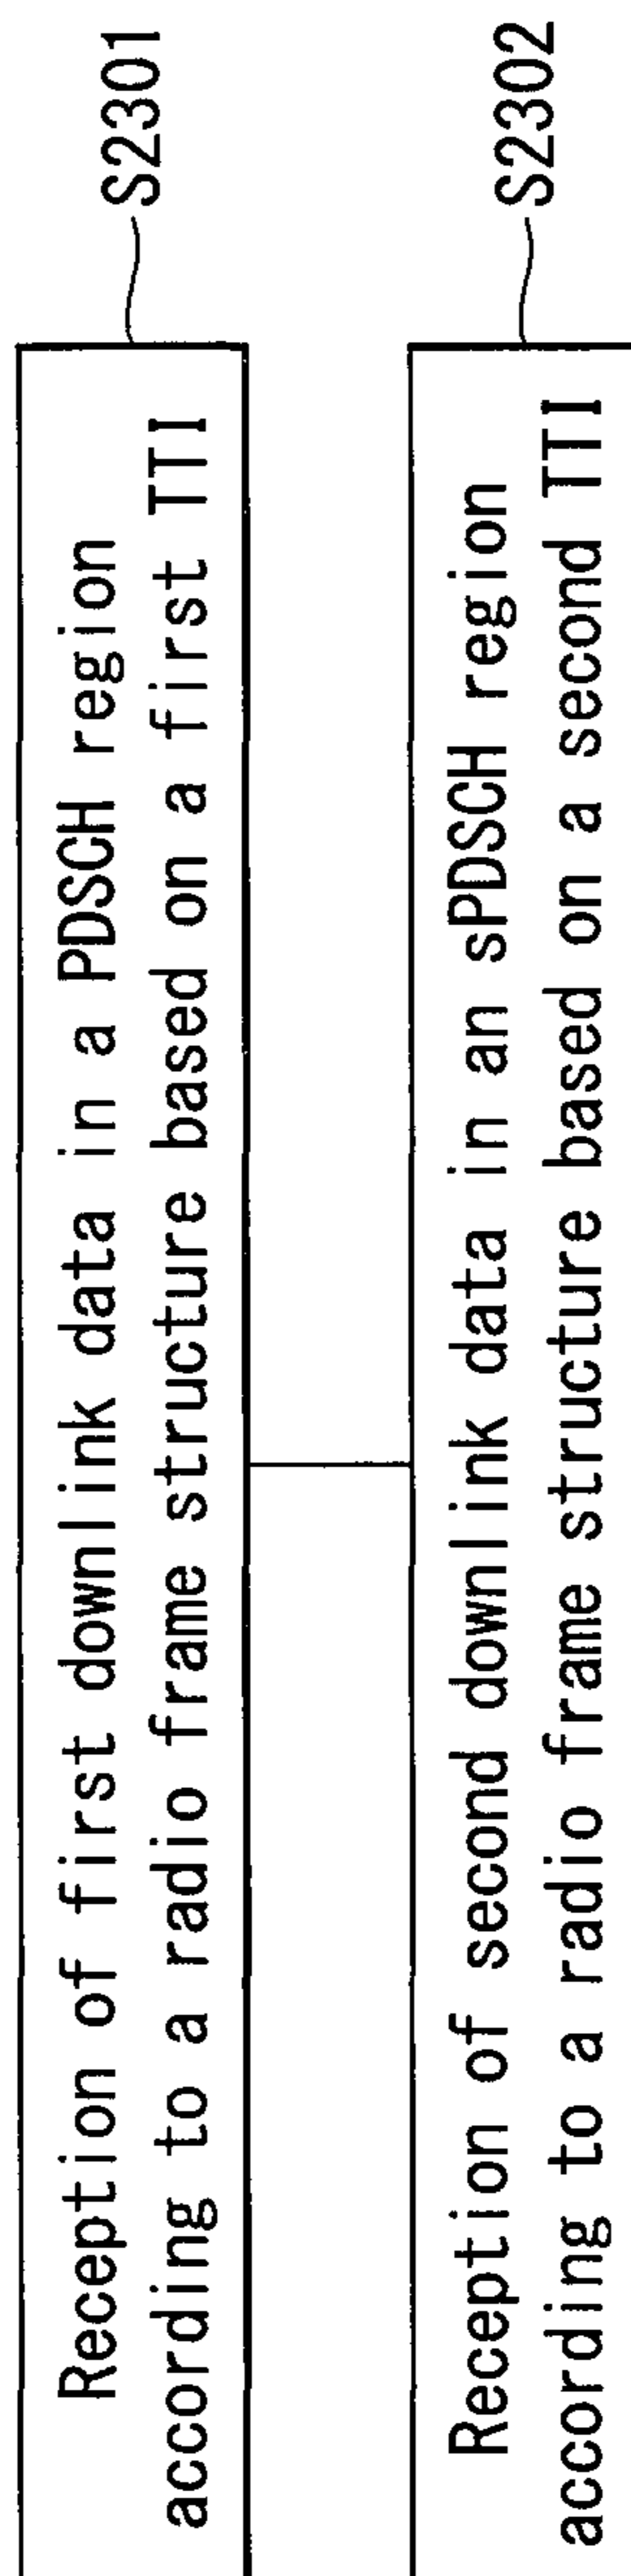 Reception of first downlink data in a PDSCH region
according to a radio frame structure based on a first TTI
S2301
Reception of second downlink data in an sPDSCH region
according to a radio frame structure based on a second TTI
S2302